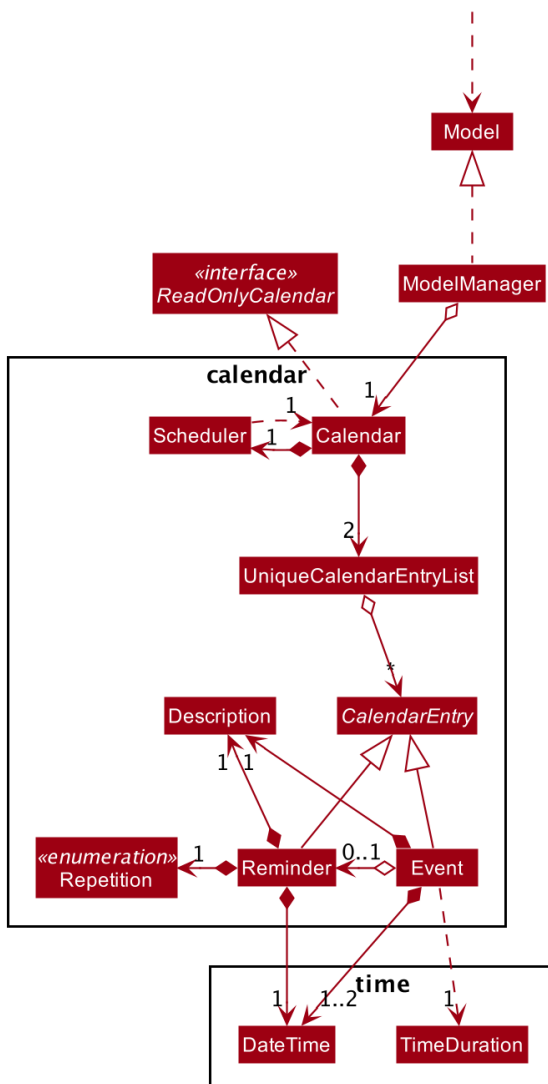 Model
«interface»
ReadOnlyCalendar
ModelManager
calendar
1
Scheduler
1
1
Calendar
2
UniqueCalendarEntryList
*
Description
CalendarEntry
1
1
«enumeration»
Repetition
1
Reminder
0..1
Event
time
1
1..2
1
DateTime
TimeDuration